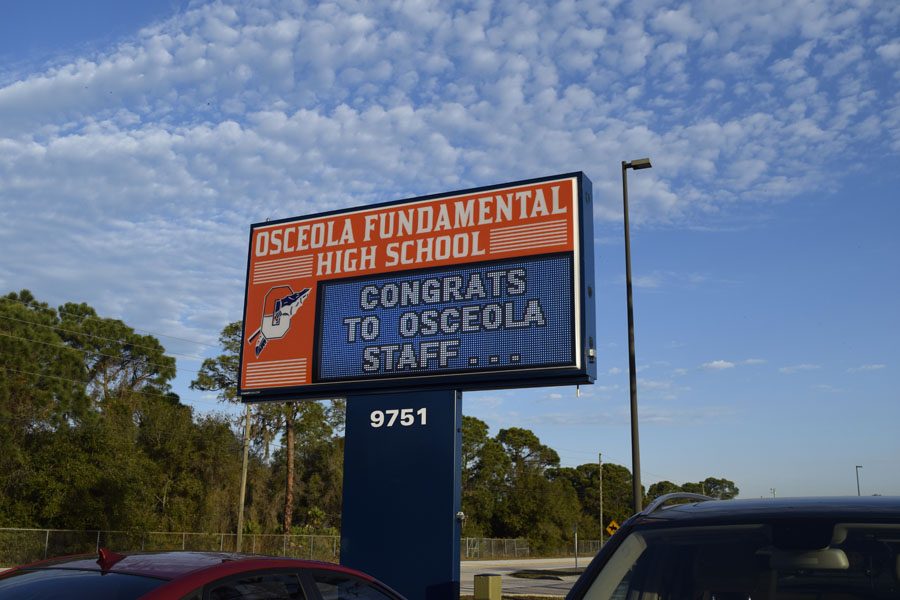 OSCEOLA FUNDAMENTAL
HIGH SCHOOL
O
CONGRATS
TO OSCEOLA
STAFF...
9751